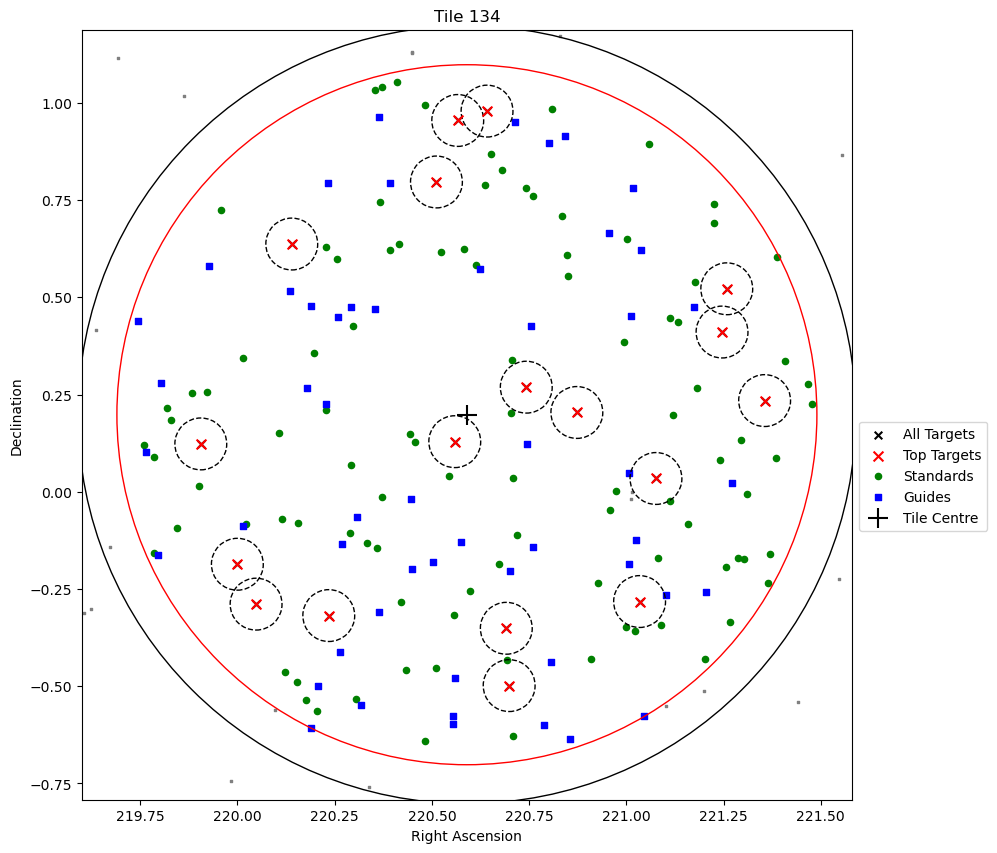 Tile 134
Declination
1.00
0.75
0.50
0.25
0.00
−0.25
−0.50
−0.75
219.75 220.00 220.25 220.50 220.75 221.00 221.25 221.50
Right Ascension
All Targets
Top Targets
Standards
Guides
Tile Centre